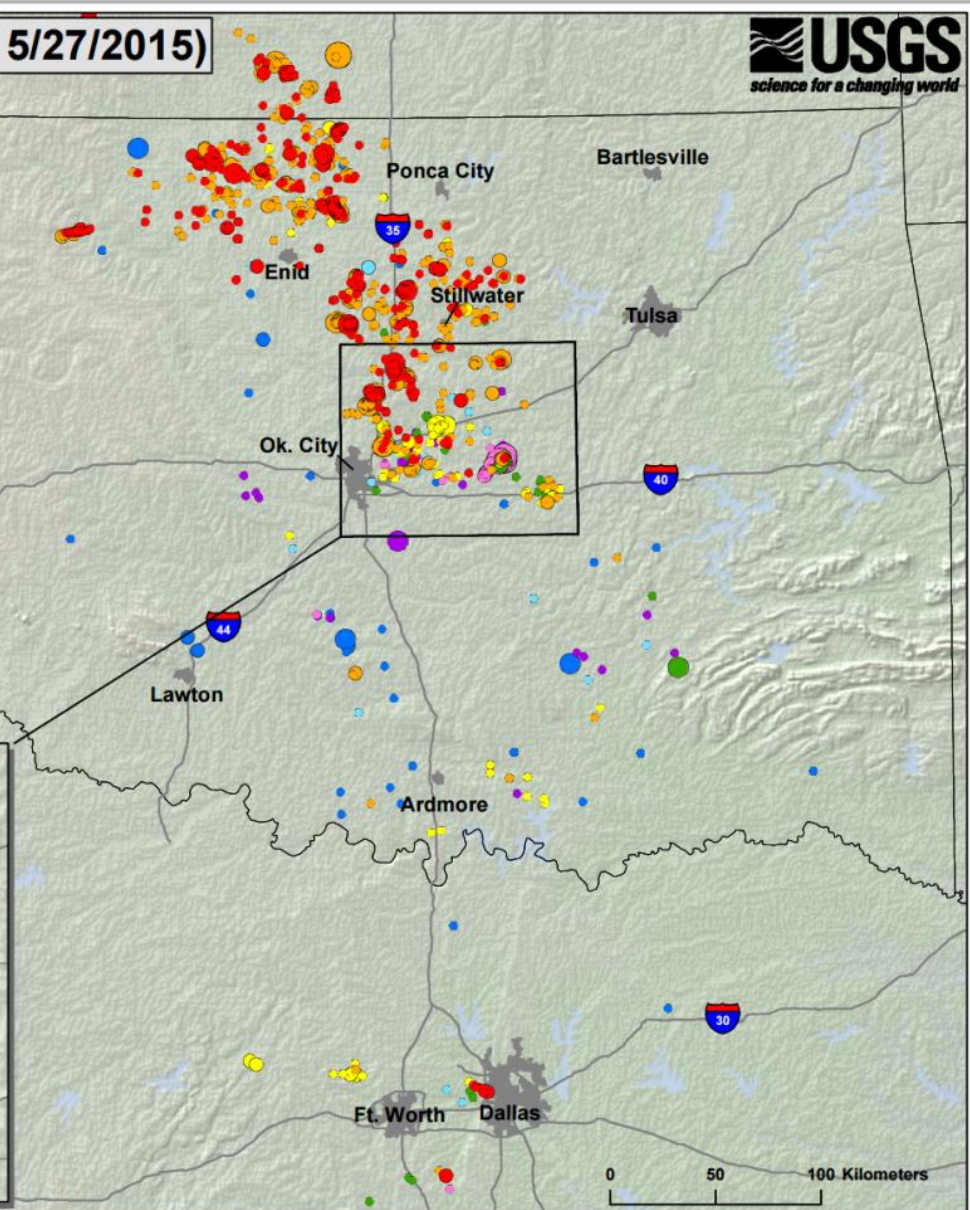 5/27/2015)
USGS
science for a changing world
Ponca City
Bartlesville
35
Enid
Stillwater
Tulsa
Ok. City
40
44
Lawton
Ardmore
30
Ft. Worth
Dallas
0 50 100 Kilometers